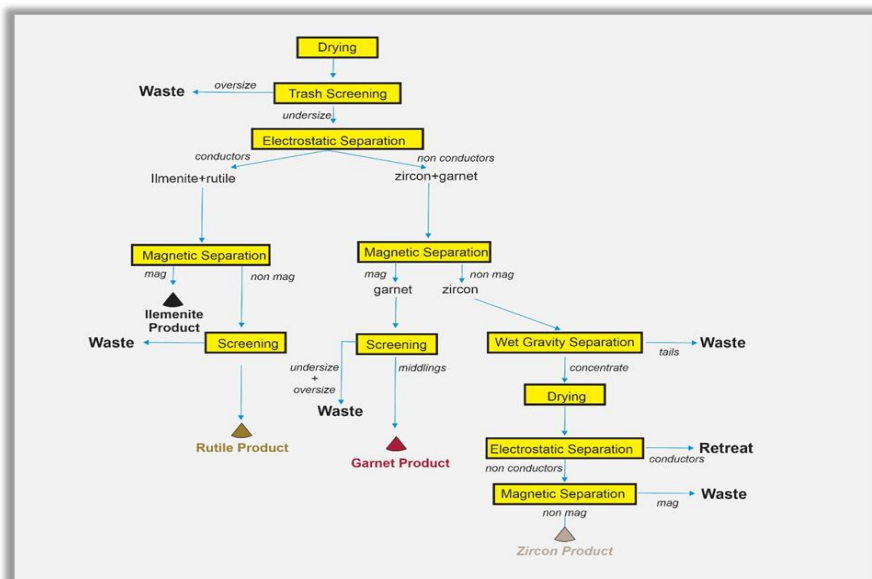 Drying
Waste
oversize
Trash Screening
undersize
Electrostatic Separation
conductors
non conductors
Ilmenite+rutile
zircon+garnet
Magnetic Separation
Magnetic Separation
mag
non mag
mag
non mag
garnet
zircon
Ilemenite
Product
Waste
Screening
Screening
Wet Gravity Separation
Waste
tails
undersize
+
oversize
middlings
concentrate
Waste
Drying
Rutile Product
Garnet Product
Electrostatic Separation
Retreat
conductors
non conductors
Magnetic Separation
Waste
mag
non mag
Zircon Product